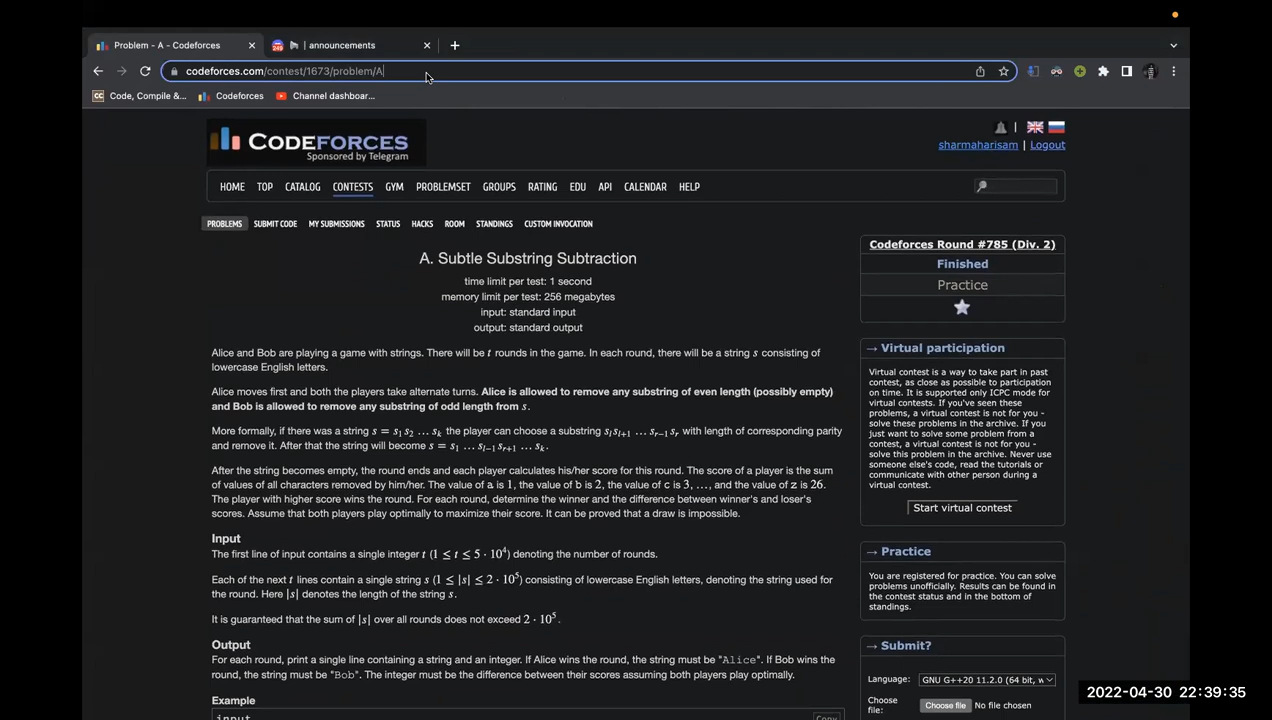 Problem - A - Codeforces
249
| announcements
codeforces.com/contest/1673/problem/A
CC Code, Compile &...
Codeforces
Channel dashboar...
CODEFORCES
Sponsored by Telegram
sharmaharisam | Logout
HOME TOP CATALOG CONTESTS GYM PROBLEMSET GROUPS RATING EDU API CALENDAR HELP
PROBLEMS SUBMIT CODE MY SUBMISSIONS STATUS HACKS ROOM STANDINGS CUSTOM INVOCATION
A. Subtle Substring Subtraction
time limit per test: 1 second
memory limit per test: 256 megabytes
input: standard input
output: standard output
Alice and Bob are playing a game with strings. There will be t rounds in the game. In each round, there will be a string s consisting of
lowercase English letters.
Alice moves first and both the players take alternate turns. Alice is allowed to remove any substring of even length (possibly empty)
and Bob is allowed to remove any substring of odd length from s.
More formally, if there was a string s = s₁s₂ … sₖ the player can choose a substring sₗsₗ₊₁ … sᵣ₋₁sᵣ with length of corresponding parity
and remove it. After that the string will become s = s₁ … sₗ₋₁sᵣ₊₁ … sₖ.
After the string becomes empty, the round ends and each player calculates his/her score for this round. The score of a player is the sum
of values of all characters removed by him/her. The value of a is 1, the value of b is 2, the value of c is 3, …, and the value of z is 26.
The player with higher score wins the round. For each round, determine the winner and the difference between winner's and loser's
scores. Assume that both players play optimally to maximize their score. It can be proved that a draw is impossible.
Input
The first line of input contains a single integer t (1 ≤ t ≤ 5 · 10⁴) denoting the number of rounds.
Each of the next t lines contain a single string s (1 ≤ |s| ≤ 2 · 10⁵) consisting of lowercase English letters, denoting the string used for
the round. Here |s| denotes the length of the string s.
It is guaranteed that the sum of |s| over all rounds does not exceed 2 · 10⁵.
Output
For each round, print a single line containing a string and an integer. If Alice wins the round, the string must be "Alice". If Bob wins the
round, the string must be "Bob". The integer must be the difference between their scores assuming both players play optimally.
Example
input
Copy
Codeforces Round #785 (Div. 2)
Finished
Practice
→ Virtual participation
Virtual contest is a way to take part in past
contest, as close as possible to participation
on time. It is supported only ICPC mode for
virtual contests. If you've seen these
problems, a virtual contest is not for you -
solve these problems in the archive. If you
just want to solve some problem from a
contest, a virtual contest is not for you -
solve this problem in the archive. Never use
someone else's code, read the tutorials or
communicate with other person during a
virtual contest.
Start virtual contest
→ Practice
You are registered for practice. You can solve
problems unofficially. Results can be found in
the contest status and in the bottom of
standings.
→ Submit?
Language: GNU G++20 11.2.0 (64 bit, w
Choose
file:
Choose file No file chosen
2022-04-30 22:39:35